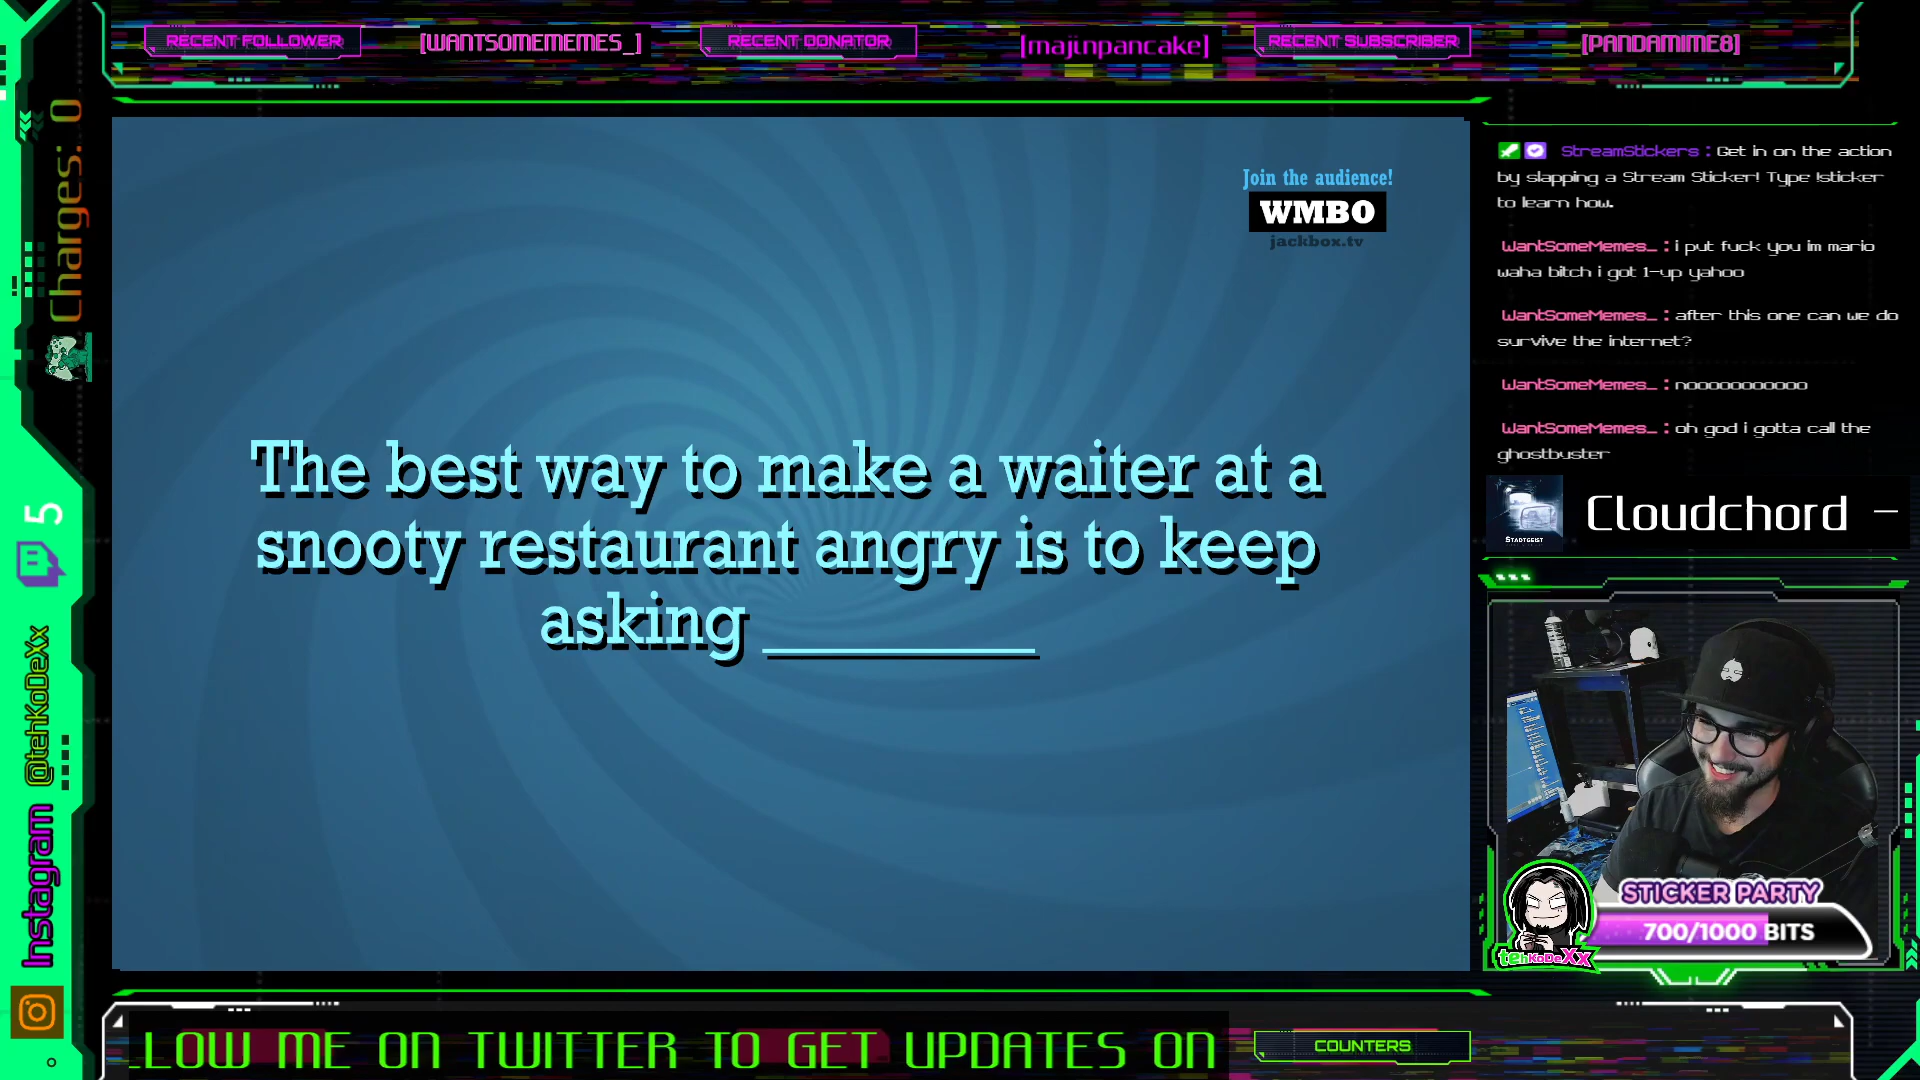 RECENT FOLLOWER
[WANTSOMEMEMES_]
RECENT DONATOR
[majinpancake]
RECENT SUBSCRIBER
[PANDAMIME8]
Charges: 0
5
@tehKoDeXx
Instagram
Join the audience!
WMBO
jackbox.tv
The best way to make a waiter at a
snooty restaurant angry is to keep
asking __________
StreamStickers : Get in on the action
by slapping a Stream Sticker! Type !sticker
to learn how.
WantSomeMemes_ : i put fuck you im mario
waha bitch i got 1-up yahoo
WantSomeMemes_ : after this one can we do
survive the internet?
WantSomeMemes_ : nooooooooooo
WantSomeMemes_ : oh god i gotta call the
ghostbuster
STADTGEIST
Cloudchord –
STICKER PARTY
700/1000 BITS
tehKoDeXx
LOW ME ON TWITTER TO GET UPDATES ON
COUNTERS